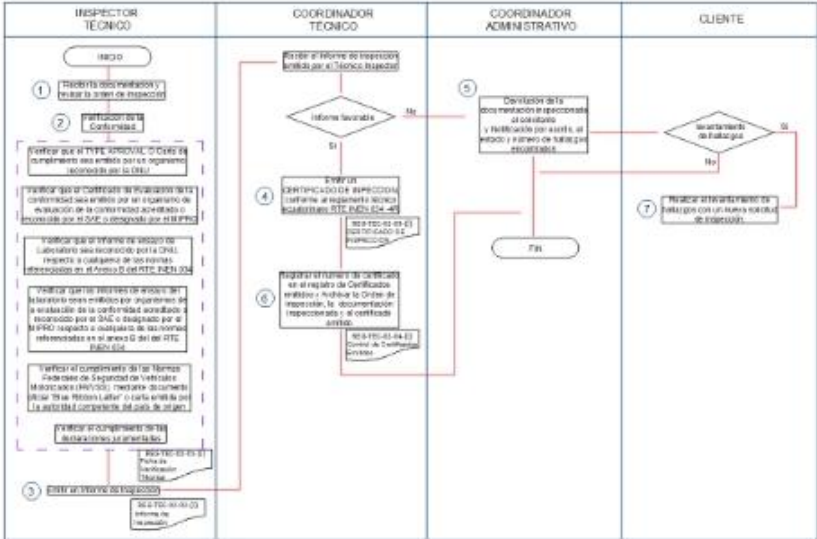 INSPECTOR
TÉCNICO
COORDINADOR
TÉCNICO
COORDINADOR
ADMINISTRATIVO
CLIENTE
INICIO
1
Recibir la documentación y
revisar la orden de inspección
2
Verificación de la
Conformidad
Verificar que el TYPE APROVAL O Carta de
cumplimiento sea emitido por un organismo
reconocido por la ONU
Verificar que el Certificado de Evaluación de la
conformidad sea emitido por un organismo de
evaluación de la conformidad acreditado o
reconocido por el SAE o designado por el MIPRO
Verificar que el Informe de ensayo de
Laboratorio sea reconocido por la ONU,
respecto a cualquiera de las normas
referenciadas en el Anexo B del RTE INEN 034
Verificar que los Informes de ensayo del
laboratorio sean emitidos por organismos de
la evaluación de la conformidad acreditado o
reconocido por el SAE o designado por el
MIPRO respecto a cualquiera de las normas
referenciadas en el anexo B del del RTE
INEN 034
Verificar el cumplimiento de las Normas
Federales de Seguridad de Vehículos
Motorizados (FMVSS) mediante documento
oficial "Blue Ribbon Letter" o carta emitida por
la autoridad competente del país de origen
Verificar el cumplimiento de las
declaraciones juramentadas
Ficha de
Verificación
Técnica
3
Emitir un Informe de Inspección
Informe de
Inspección
Recibir el Informe de inspección
emitido por el Técnico Inspector
Informe favorable
No
Si
4
Emitir un
CERTIFICADO DE INSPECCION
conforme al reglamento técnico
ecuatoriano RTE INEN 034 -4R
CERTIFICADO DE
INSPECCIÓN
6
Registrar el número de certificado
en el registro de Certificados
emitidos y Archivar la Orden de
inspección, la documentación
inspeccionada y el certificado
emitido
Control de Certificados
Emitidos
5
Devolución de la
documentación inspeccionada
al solicitante
y Notificación por escrito, el
estado y número de hallazgos
encontrados
Fin
levantamiento
de hallazgos
Si
No
7
Realizar el levantamiento de
hallazgos con un nueva solicitud
de inspección